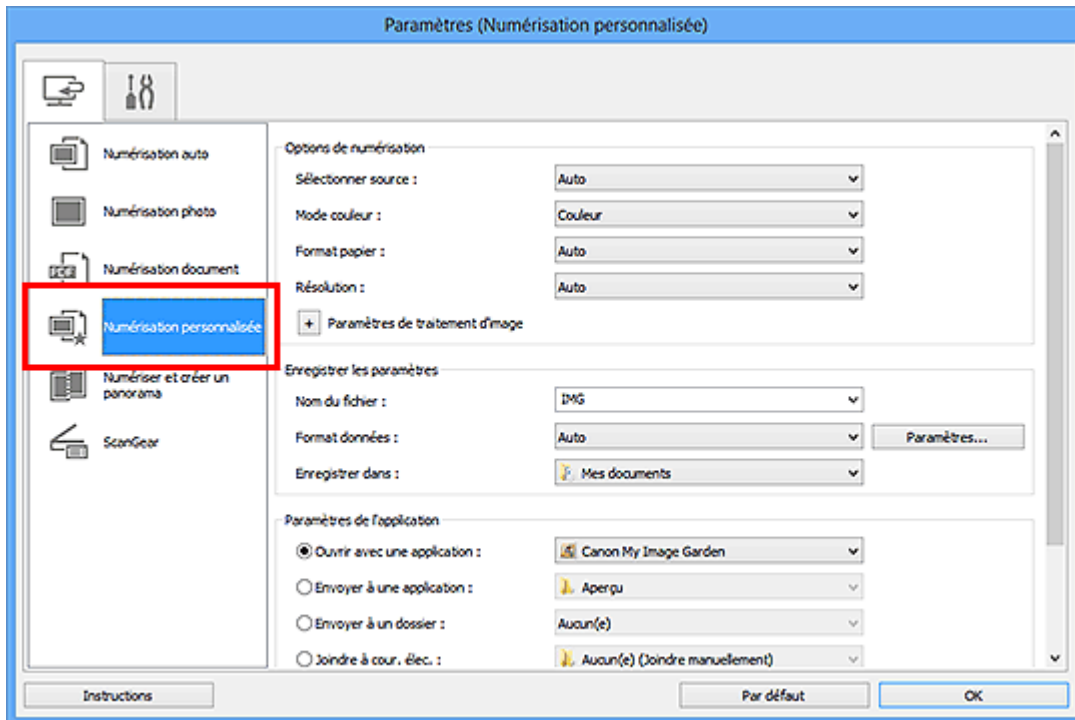 Paramètres (Numérisation personnalisée)
Numérisation auto
Numérisation photo
Numérisation document
Numérisation personnalisée
Numériser et créer un
panorama
ScanGear
Options de numérisation
Sélectionner source : Auto
Mode couleur : Couleur
Format papier : Auto
Résolution : Auto
+ Paramètres de traitement d'image
Enregistrer les paramètres
Nom du fichier : IMG
Format données : Auto Paramètres...
Enregistrer dans : Mes documents
Paramètres de l'application
Ouvrir avec une application : Canon My Image Garden
Envoyer à une application : Aperçu
Envoyer à un dossier : Aucun(e)
Joindre à cour. élec. : Aucun(e) (Joindre manuellement)
Instructions Par défaut OK